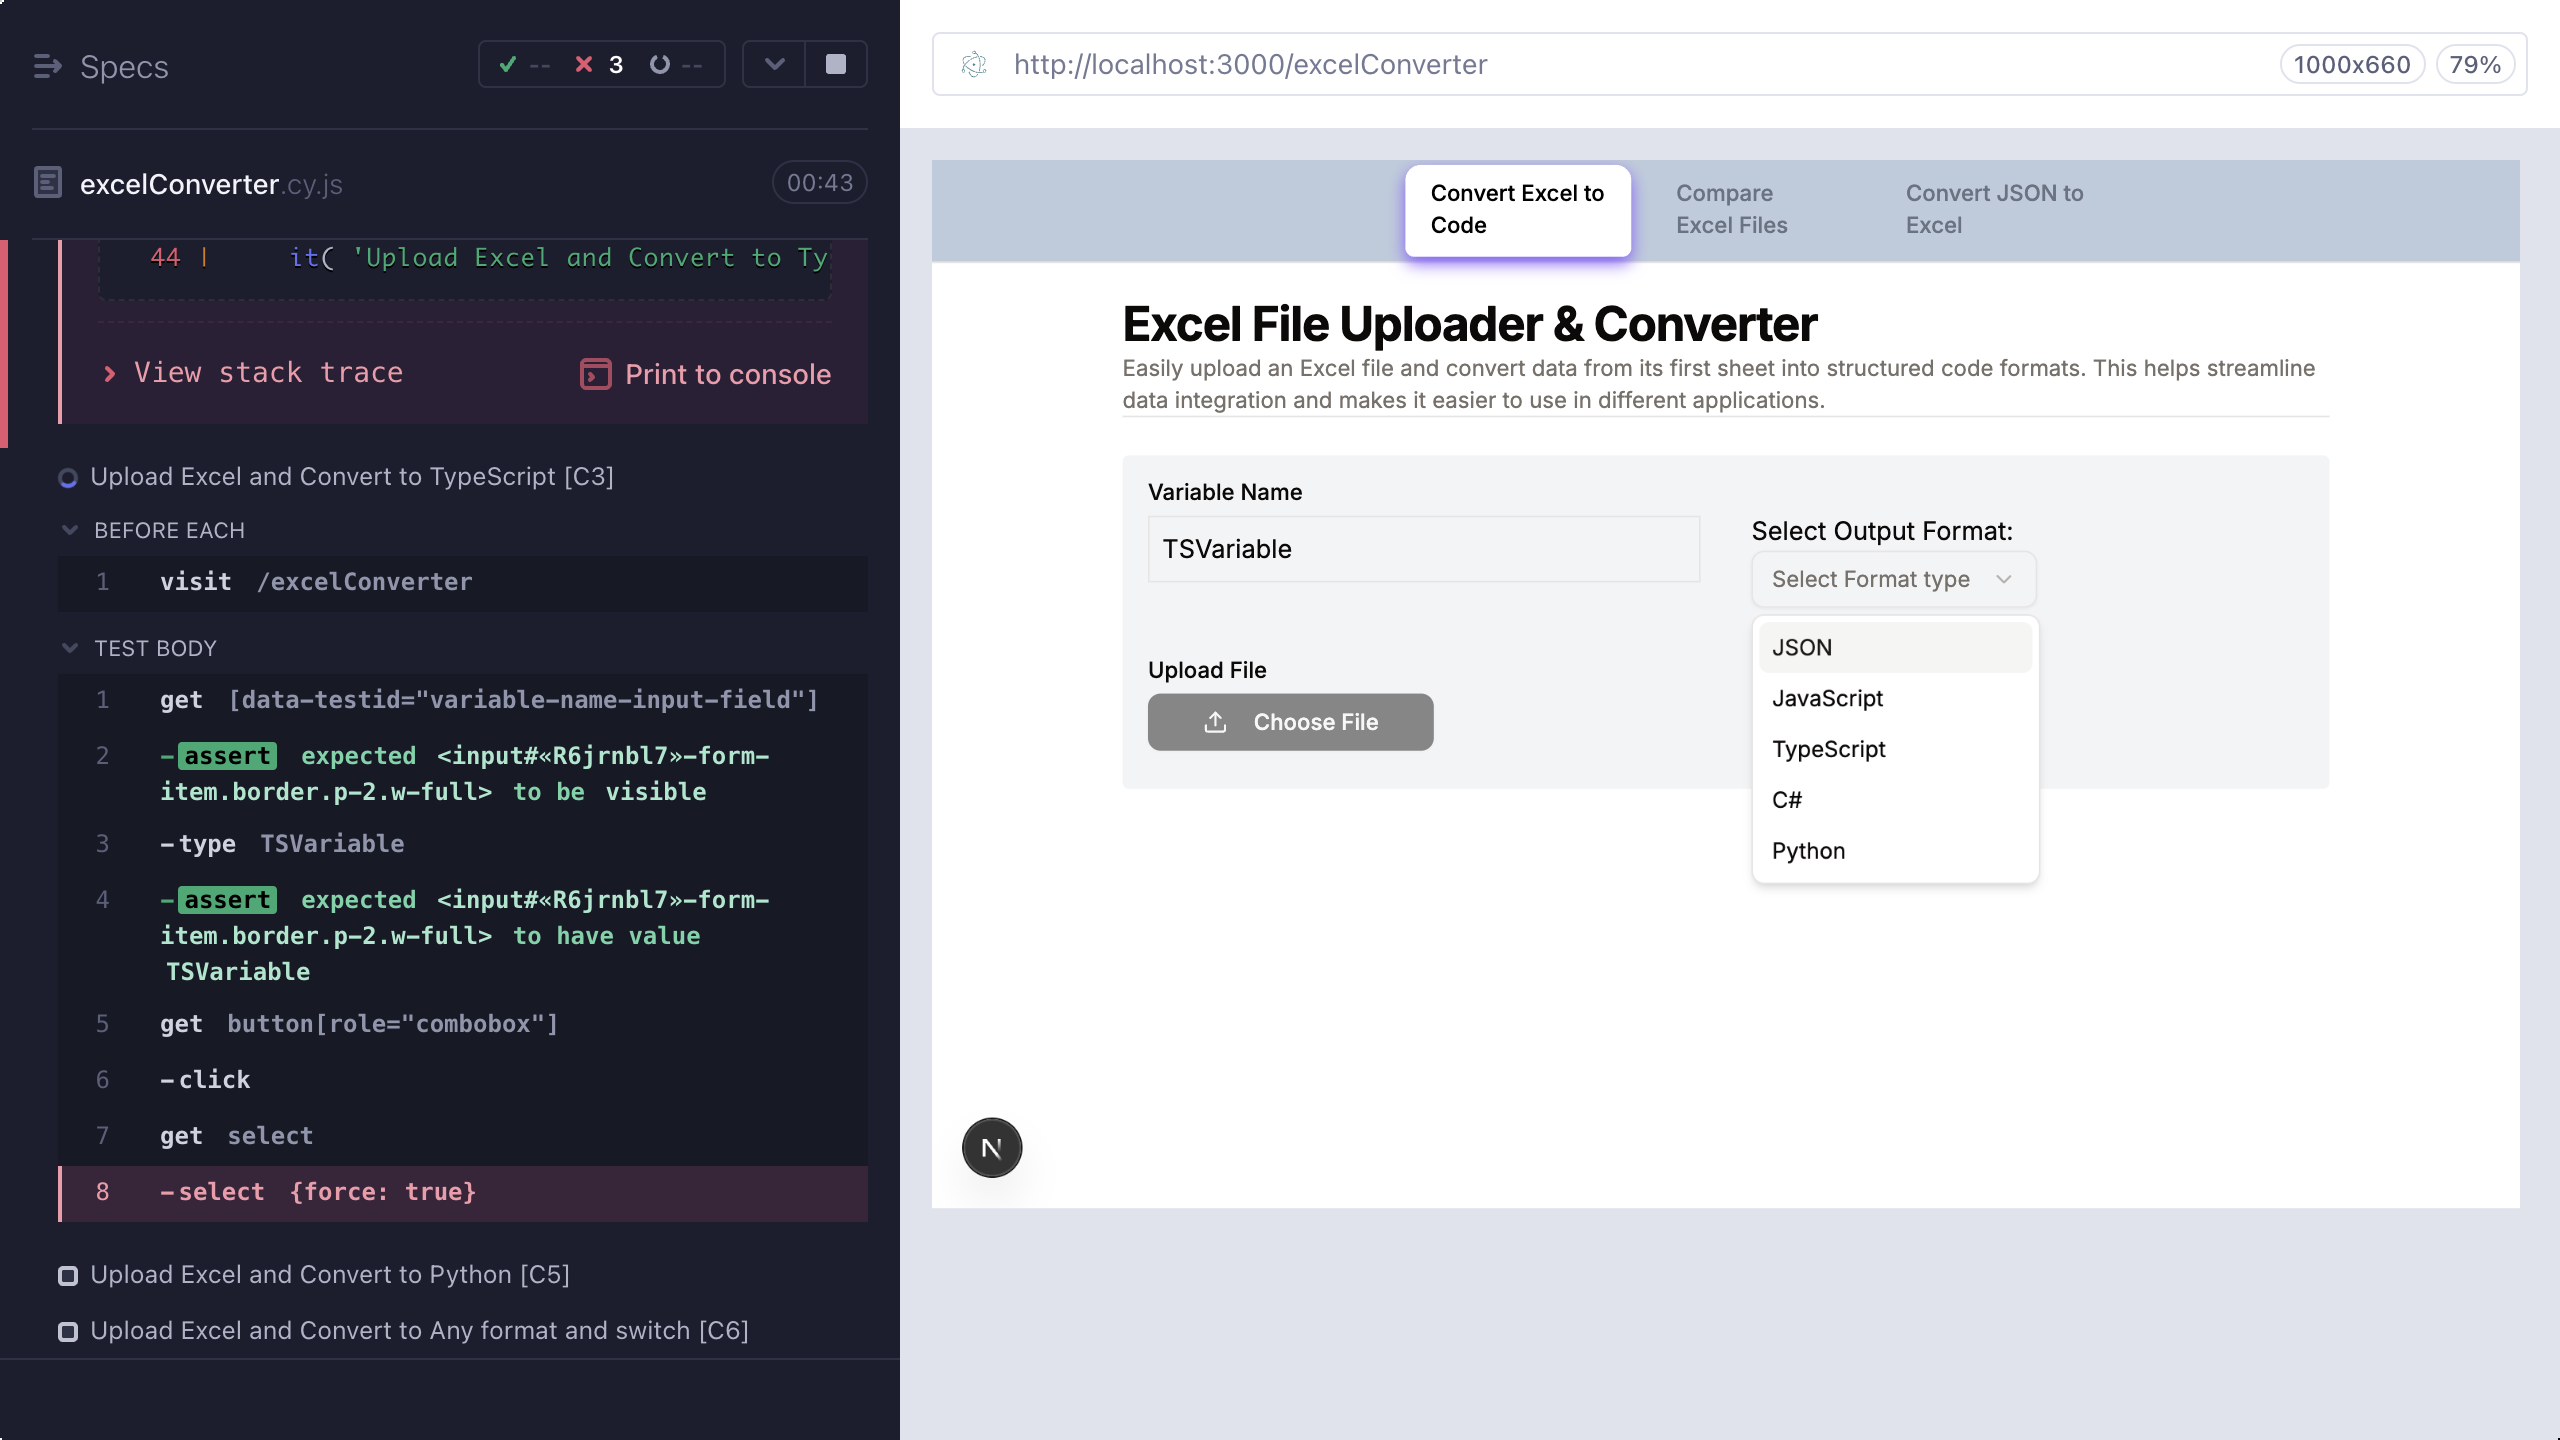 Specs
--
3
--
excelConverter.cy.js
00:43
44 | it( 'Upload Excel and Convert to Ty
View stack trace
Print to console
Upload Excel and Convert to TypeScript [C3]
BEFORE EACH
1 visit /excelConverter
TEST BODY
1 get [data-testid="variable-name-input-field"]
2 -assert expected <input#«R6jrnbl7»-form-
item.border.p-2.w-full> to be visible
3 -type TSVariable
4 -assert expected <input#«R6jrnbl7»-form-
item.border.p-2.w-full> to have value
TSVariable
5 get button[role="combobox"]
6 -click
7 get select
8 -select {force: true}
Upload Excel and Convert to Python [C5]
Upload Excel and Convert to Any format and switch [C6]
http://localhost:3000/excelConverter
1000x660
79%
Convert Excel to
Code
Compare
Excel Files
Convert JSON to
Excel
Excel File Uploader & Converter
Easily upload an Excel file and convert data from its first sheet into structured code formats. This helps streamline
data integration and makes it easier to use in different applications.
Variable Name
TSVariable
Select Output Format:
Select Format type
JSON
JavaScript
TypeScript
C#
Python
Upload File
Choose File
N